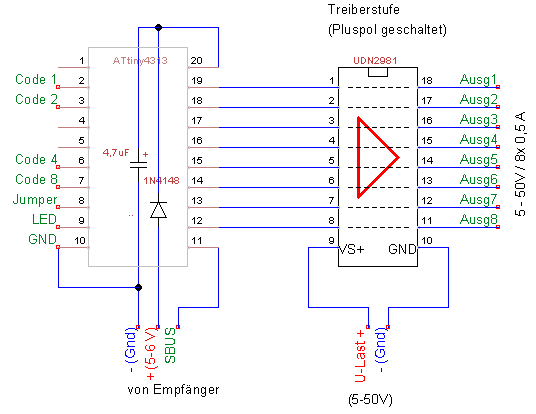 Treiberstufe
(Pluspol geschaltet)
ATtiny4313
UDN2981
1
20
Code 1
2
19
1
18
Ausg1
Code 2
3
18
2
17
Ausg2
4
17
3
16
Ausg3
5
16
4
15
Ausg4
4,7uF
+
Code 4
6
15
5
14
Ausg5
Code 8
7
1N4148
14
6
13
Ausg6
Jumper
8
13
7
12
Ausg7
LED
9
12
8
11
Ausg8
GND
10
11
9
VS+
GND
10
5 - 50V / 8x 0,5 A
- (Gnd)
+ (5-6 V)
SBUS
U-Last +
- (Gnd)
von Empfänger
(5-50V)